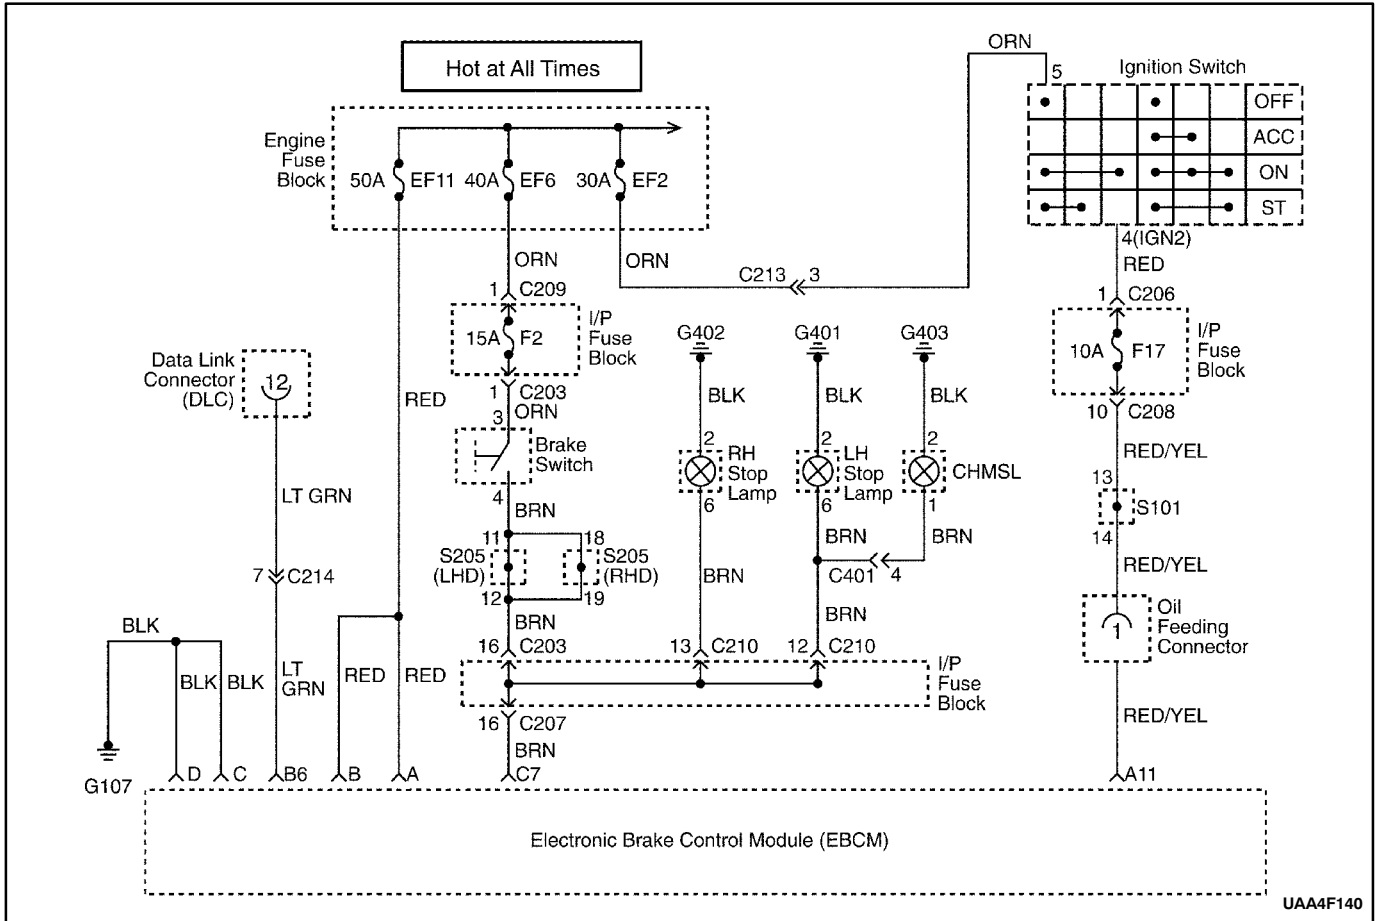 Hot at All Times
ORN
5
Ignition Switch
OFF
ACC
ON
ST
Engine
Fuse
Block
50A EF11 40A EF6 30A EF2
4(IGN2)
RED
ORN
ORN
C213 3
1 C209
1 C206
15A F2
I/P
Fuse
Block
G402
G401
G403
10A F17
I/P
Fuse
Block
Data Link
Connector
(DLC)
12
1 C203
RED
3 ORN
BLK
BLK
BLK
10 C208
Brake
Switch
4
BRN
2
RH
Stop
Lamp
6
2
LH
Stop
Lamp
6
2
CHMSL
1
RED/YEL
13
S101
14
LT GRN
11
18
S205
(LHD)
S205
(RHD)
12
19
BRN
BRN
BRN
C401 4
RED/YEL
7 C214
BRN
BRN
Oil
Feeding
Connector
1
BLK
BLK
BLK
LT
GRN
RED
RED
16 C203
13 C210
12 C210
I/P
Fuse
Block
16 C207
BRN
RED/YEL
G107
D
C
B6
B
A
C7
A11
Electronic Brake Control Module (EBCM)
UAA4F140